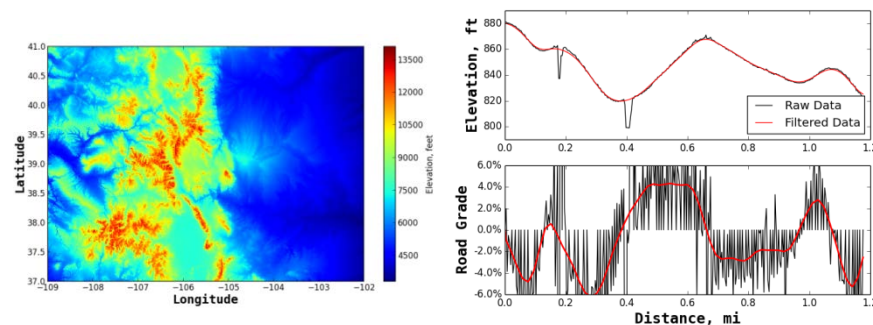 41.0
40.5
40.0
39.5
39.0
38.5
38.0
37.5
37.0
Latitude
−109 −108 −107 −106 −105 −104 −103 −102
Longitude
13500
12000
10500
9000
7500
6000
4500
Elevation, feet
880
860
840
820
800
Elevation, ft
Raw Data
Filtered Data
0.0 0.2 0.4 0.6 0.8 1.0 1.2
6.0%
4.0%
2.0%
0.0%
-2.0%
-4.0%
6.0%
Road Grade
0.0 0.2 0.4 0.6 0.8 1.0 1.2
Distance, mi